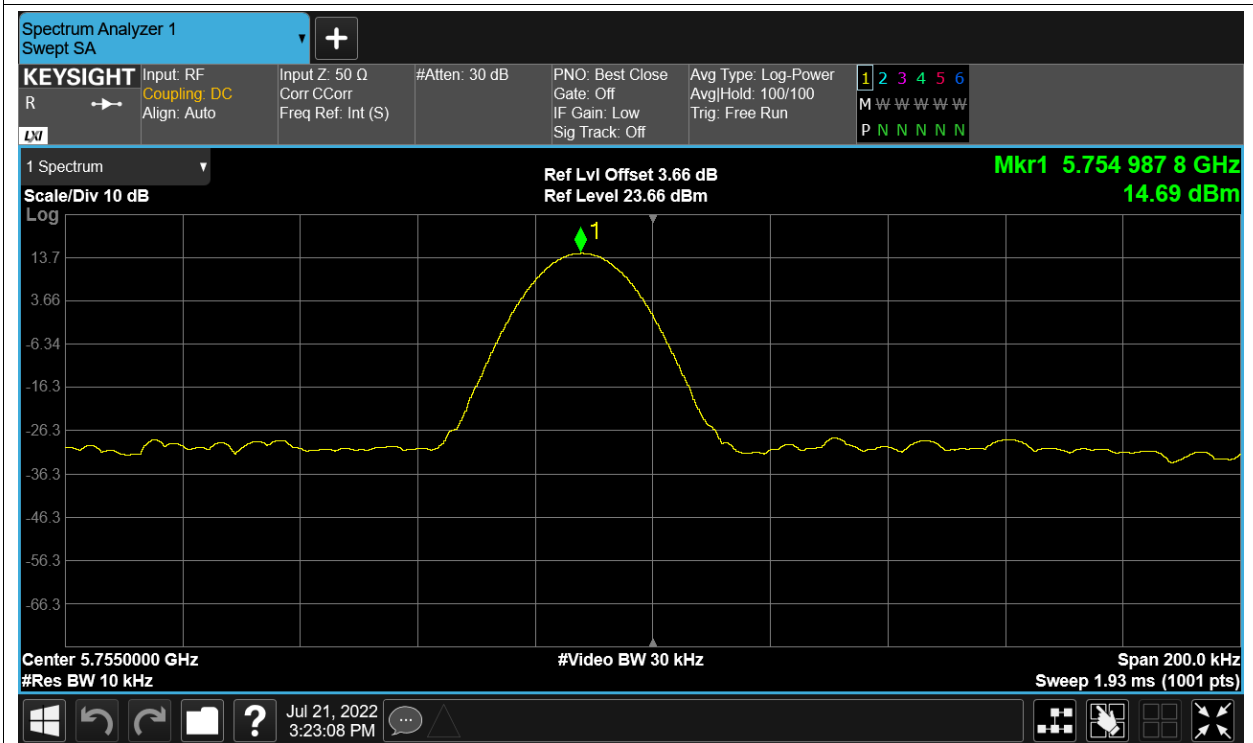 Spectrum Analyzer 1
Swept SA
+
KEYSIGHT
R
LXI
Input: RF
Coupling: DC
Align: Auto
Input Z: 50 Ω
Corr CCorr
Freq Ref: Int (S)
#Atten: 30 dB
PNO: Best Close
Gate: Off
IF Gain: Low
Sig Track: Off
Avg Type: Log-Power
Avg|Hold: 100/100
Trig: Free Run
1 2 3 4 5 6
M W W W W W W
P N N N N N N
1 Spectrum
Scale/Div 10 dB
Log
Ref Lvl Offset 3.66 dB
Ref Level 23.66 dBm
Mkr1 5.754 987 8 GHz
14.69 dBm
1
13.7
3.66
-6.34
-16.3
-26.3
-36.3
-46.3
-56.3
-66.3
Center 5.7550000 GHz
#Res BW 10 kHz
#Video BW 30 kHz
Span 200.0 kHz
Sweep 1.93 ms (1001 pts)
?
Jul 21, 2022
3:23:08 PM